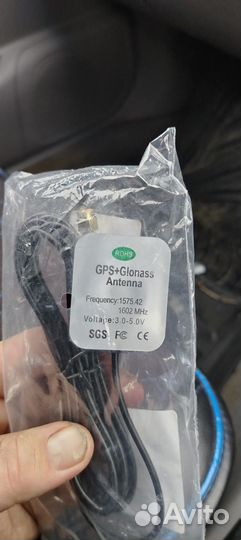 ROHS
GPS+Glonass
Antenna
Frequency:1575.42
1602 MHz
Voltage:3.0-5.0V
SGS FC CE
Avito